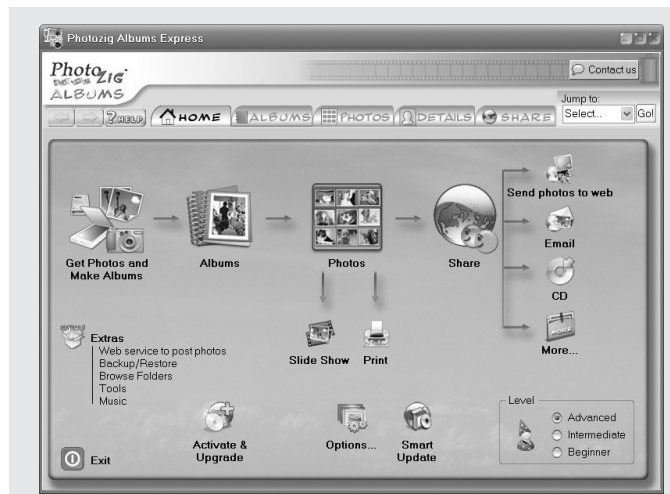 Photozig Albums Express
PhotoZig
ALBUMS
Contact us
Jump to:
HELP
HOME
ALBUMS
PHOTOS
DETAILS
SHARE
Select...
Go!
Get Photos and
Make Albums
Albums
Photos
Share
Send photos to web
Email
CD
MORE
More...
Slide Show
Print
Extras
Web service to post photos
Backup/Restore
Browse Folders
Tools
Music
Activate &
Upgrade
Options...
Smart
Update
Level
Advanced
Intermediate
Beginner
Exit